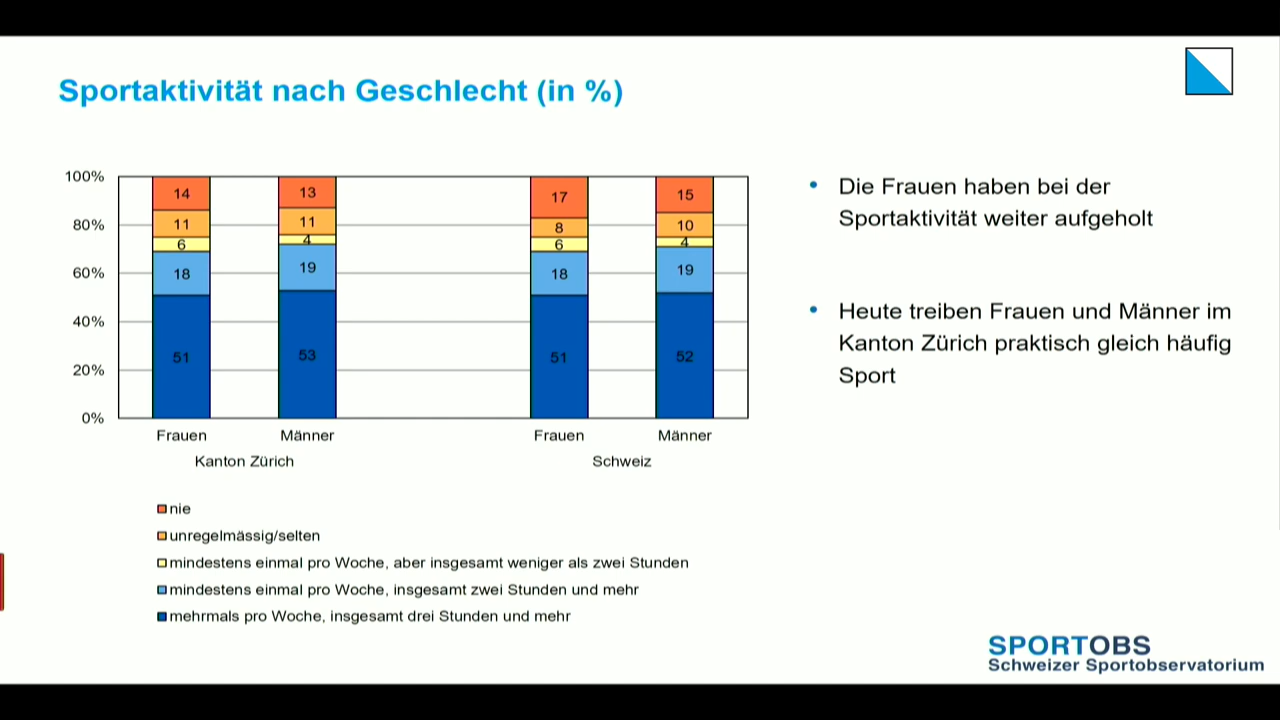 Sportaktivität nach Geschlecht (in %)
100%
80%
60%
40%
20%
0%
14
11
6
18
51
13
11
4
19
53
17
8
6
18
51
15
10
4
19
52
Frauen
Männer
Frauen
Männer
Kanton Zürich
Schweiz
nie
unregelmässig/selten
mindestens einmal pro Woche, aber insgesamt weniger als zwei Stunden
mindestens einmal pro Woche, insgesamt zwei Stunden und mehr
mehrmals pro Woche, insgesamt drei Stunden und mehr
• Die Frauen haben bei der
Sportaktivität weiter aufgeholt
• Heute treiben Frauen und Männer im
Kanton Zürich praktisch gleich häufig
Sport
SPORTOBS
Schweizer Sportobservatorium